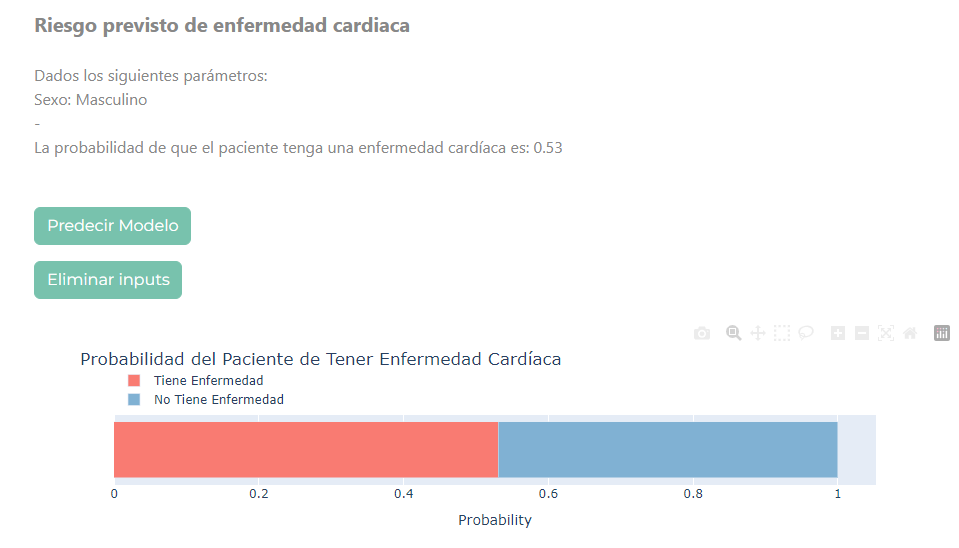 Riesgo previsto de enfermedad cardiaca
Dados los siguientes parámetros:
Sexo: Masculino
-
La probabilidad de que el paciente tenga una enfermedad cardíaca es: 0.53
Predecir Modelo
Eliminar inputs
Probabilidad del Paciente de Tener Enfermedad Cardíaca
Tiene Enfermedad
No Tiene Enfermedad
0 0.2 0.4 0.6 0.8 1
Probability